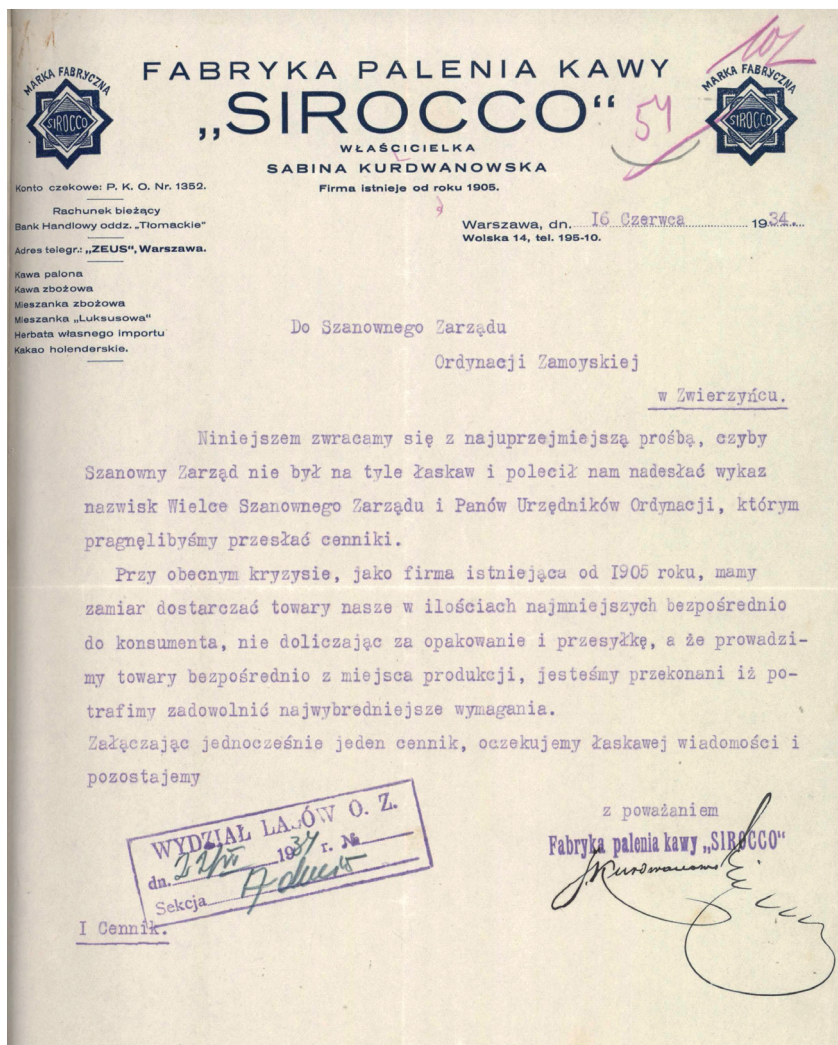 102
MARKA FABRYCZNA
SIROCCO
FABRYKA PALENIA KAWY
„SIROCCO“
WŁAŚCICIELKA
SABINA KURDWANOWSKA
Firma istnieje od roku 1905.
54
MARKA FABRYCZNA
SIROCCO
Konto czekowe: P. K. O. Nr. 1352.
Rachunek bieżący
Bank Handlowy oddz. „Tłomackie“
Adres telegr.: „ZEUS“, Warszawa.
Kawa palona
Kawa zbożowa
Mieszanka zbożowa
Mieszanka „Luksusowa“
Herbata własnego importu
Kakao holenderskie.
Warszawa, dn. 16 Czerwca 1934.
Wolska 14, tel. 195-10.
Do Szanownego Zarządu
Ordynacji Zamoyskiej
w Zwierzyńcu.
Niniejszem zwracamy się z najuprzejmiejszą prośbą, czyby
Szanowny Zarząd nie był na tyle łaskaw i polecił nam nadesłać wykaz
nazwisk Wielce Szanownego Zarządu i Panów Urzędników Ordynacji, którym
pragnęlibyśmy przesłać cenniki.
Przy obecnym kryzysie, jako firma istniejąca od I905 roku, mamy
zamiar dostarczać towary nasze w ilościach najmniejszych bezpośrednio
do konsumenta, nie doliczając za opakowanie i przesyłkę, a że prowadzi-
my towary bezpośrednio z miejsca produkcji, jesteśmy przekonani iż po-
trafimy zadowolnić najwybredniejsze wymagania.
Załączając jednocześnie jeden cennik, oczekujemy łaskawej wiadomości i
pozostajemy
z poważaniem
Fabryka palenia kawy „SIROCCO“
S. Kurdwanowska
WYDZIAŁ LASÓW O. Z.
dn. 22/VI 1934 r. №
Sekcja
I Cennik.